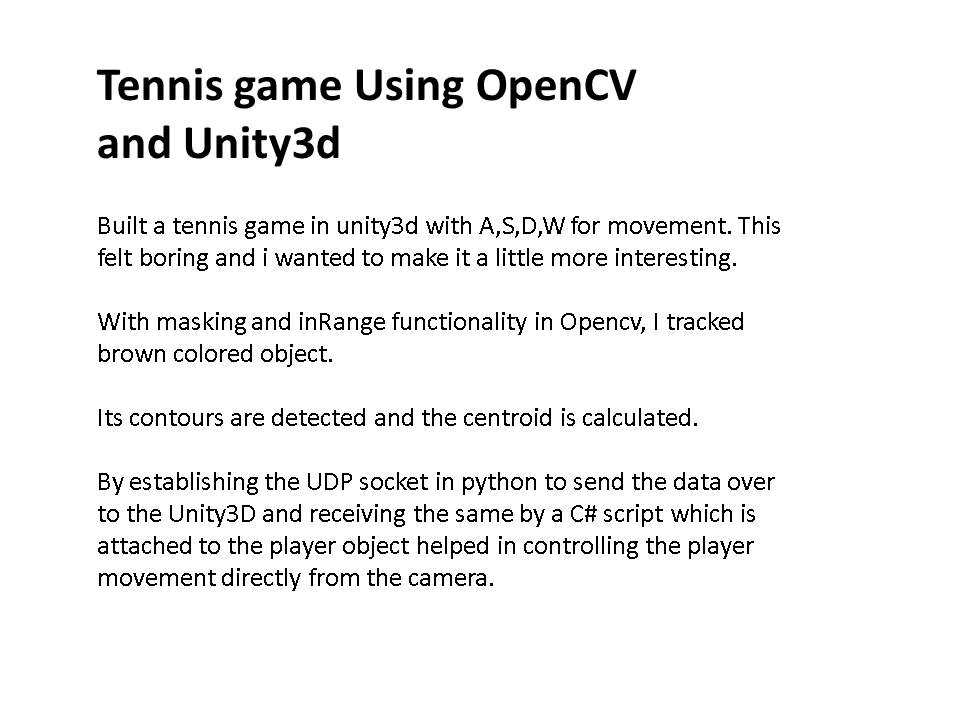 Tennis game Using OpenCV
and Unity3d
Built a tennis game in unity3d with A,S,D,W for movement. This
felt boring and i wanted to make it a little more interesting.
With masking and inRange functionality in Opencv, I tracked
brown colored object.
Its contours are detected and the centroid is calculated.
By establishing the UDP socket in python to send the data over
to the Unity3D and receiving the same by a C# script which is
attached to the player object helped in controlling the player
movement directly from the camera.